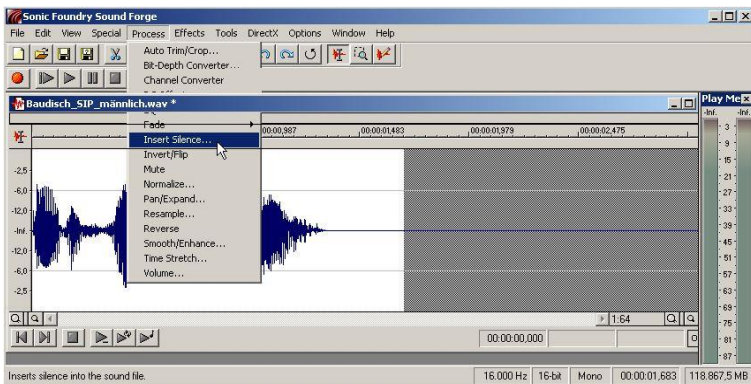 Sonic Foundry Sound Forge
File Edit View Special Process Effects Tools DirectX Options Window Help
Auto Trim/Crop...
Bit-Depth Converter...
Channel Converter
Baudisch_SIP_männlich.wav *
Play Me
-Inf. -Inf.
Fade
00:00,987 00:00:01,483 00:00:01,979 00:00:02,475
Insert Silence...
Invert/Flip
Mute
Normalize...
Pan/Expand...
Resample...
Reverse
Smooth/Enhance...
Time Stretch...
Volume...
-2,5
-6,0
-12,0
-Inf.
-12,0
-6,0
-2,5
3
9
15
21
27
33
39
45
51
57
63
69
75
81
87
1:64
00:00:00,000
0
Inserts silence into the sound file.
16.000 Hz 16-bit Mono 00:00:01,683 118.867,5 MB